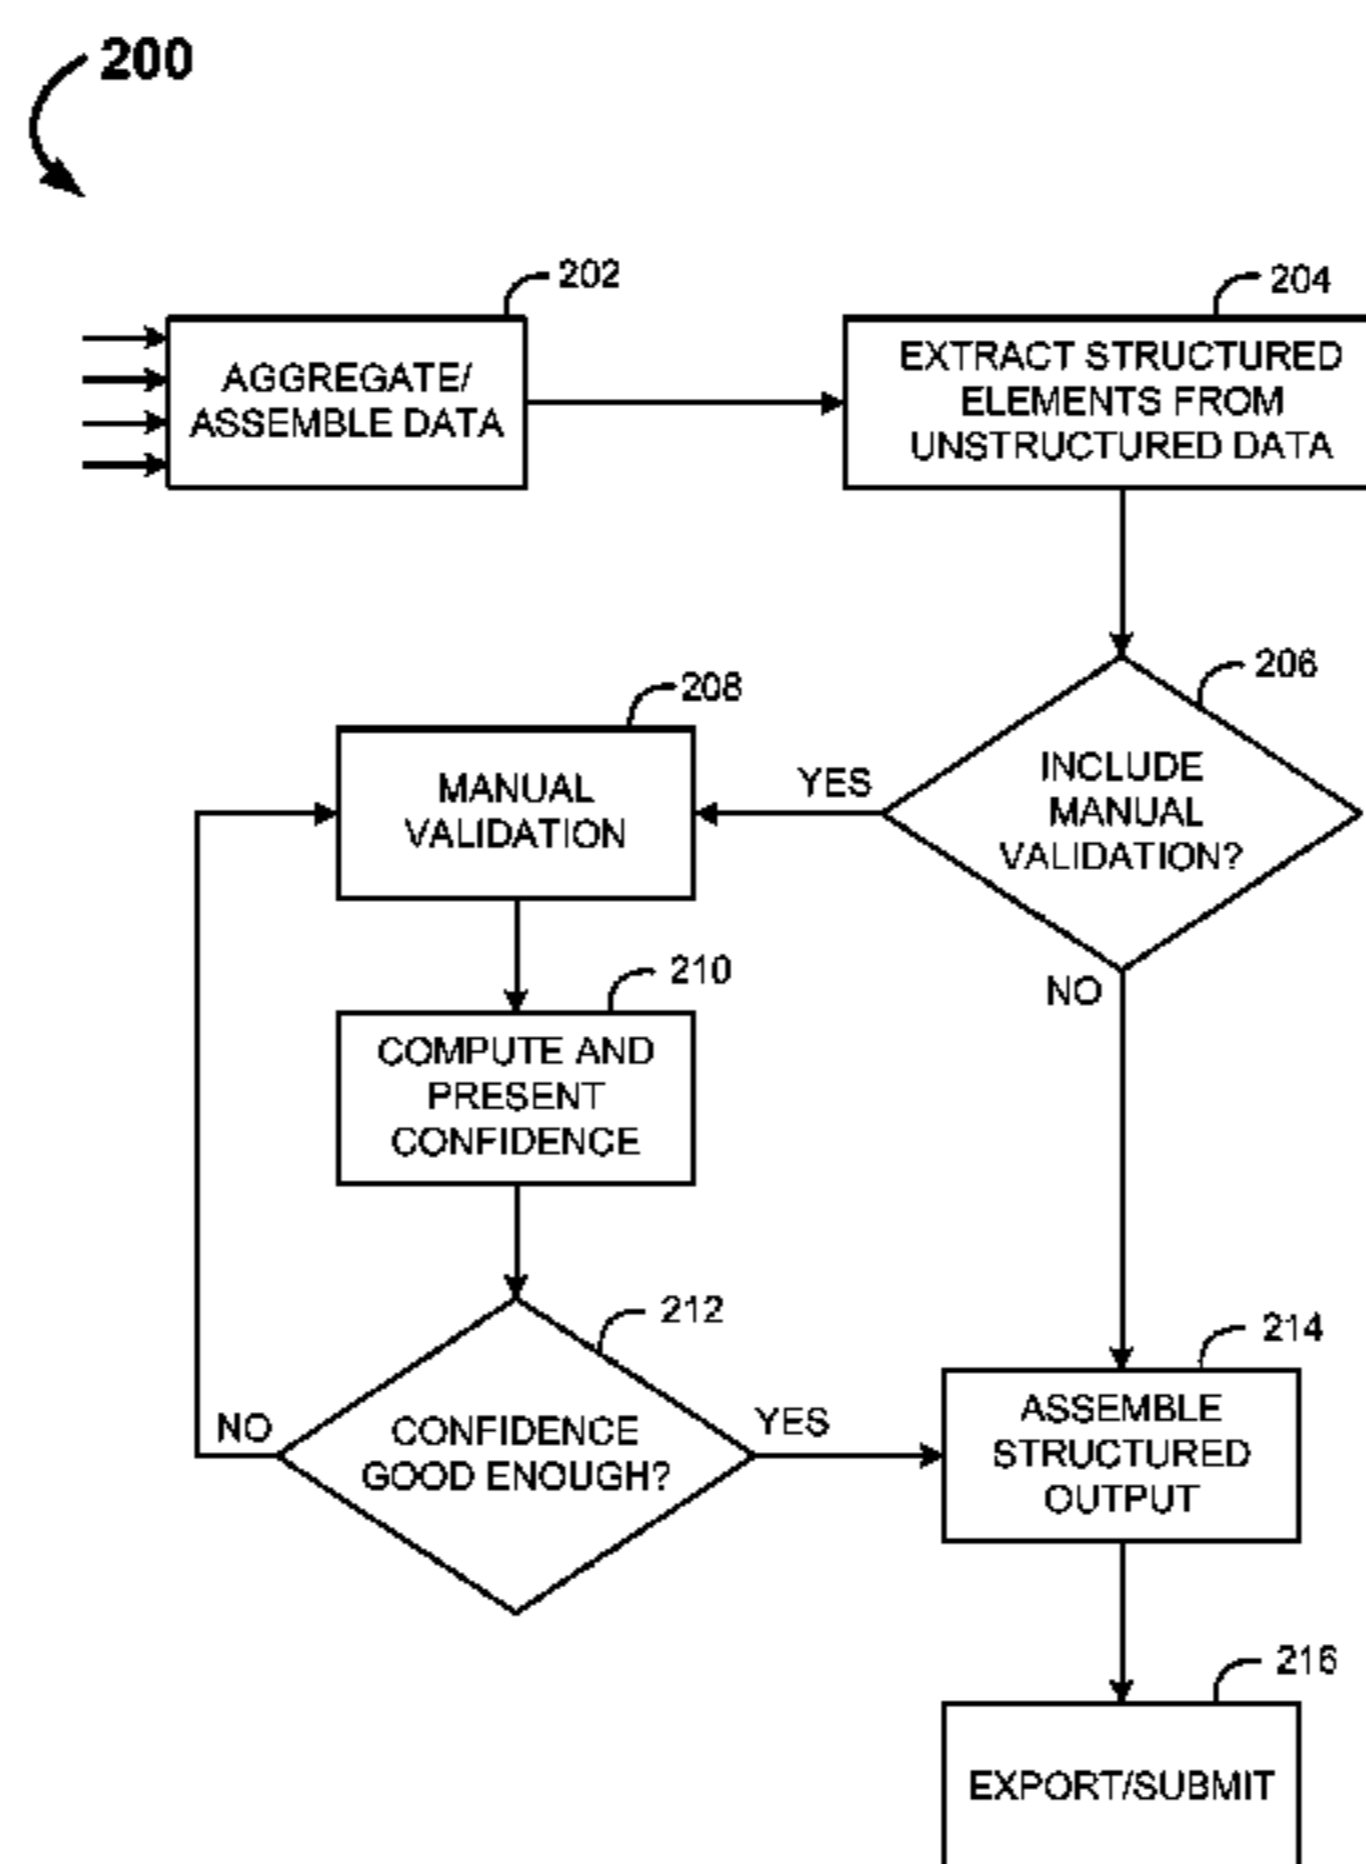 200
202
AGGREGATE/
ASSEMBLE DATA
204
EXTRACT STRUCTURED
ELEMENTS FROM
UNSTRUCTURED DATA
206
INCLUDE
MANUAL
VALIDATION?
YES
NO
208
MANUAL
VALIDATION
210
COMPUTE AND
PRESENT
CONFIDENCE
212
CONFIDENCE
GOOD ENOUGH?
NO
YES
214
ASSEMBLE
STRUCTURED
OUTPUT
216
EXPORT/SUBMIT